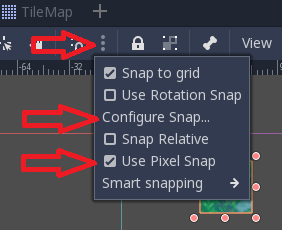 TileMap
View
-64
-32
Snap to grid
Use Rotation Snap
Configure Snap...
Snap Relative
Use Pixel Snap
Smart snapping